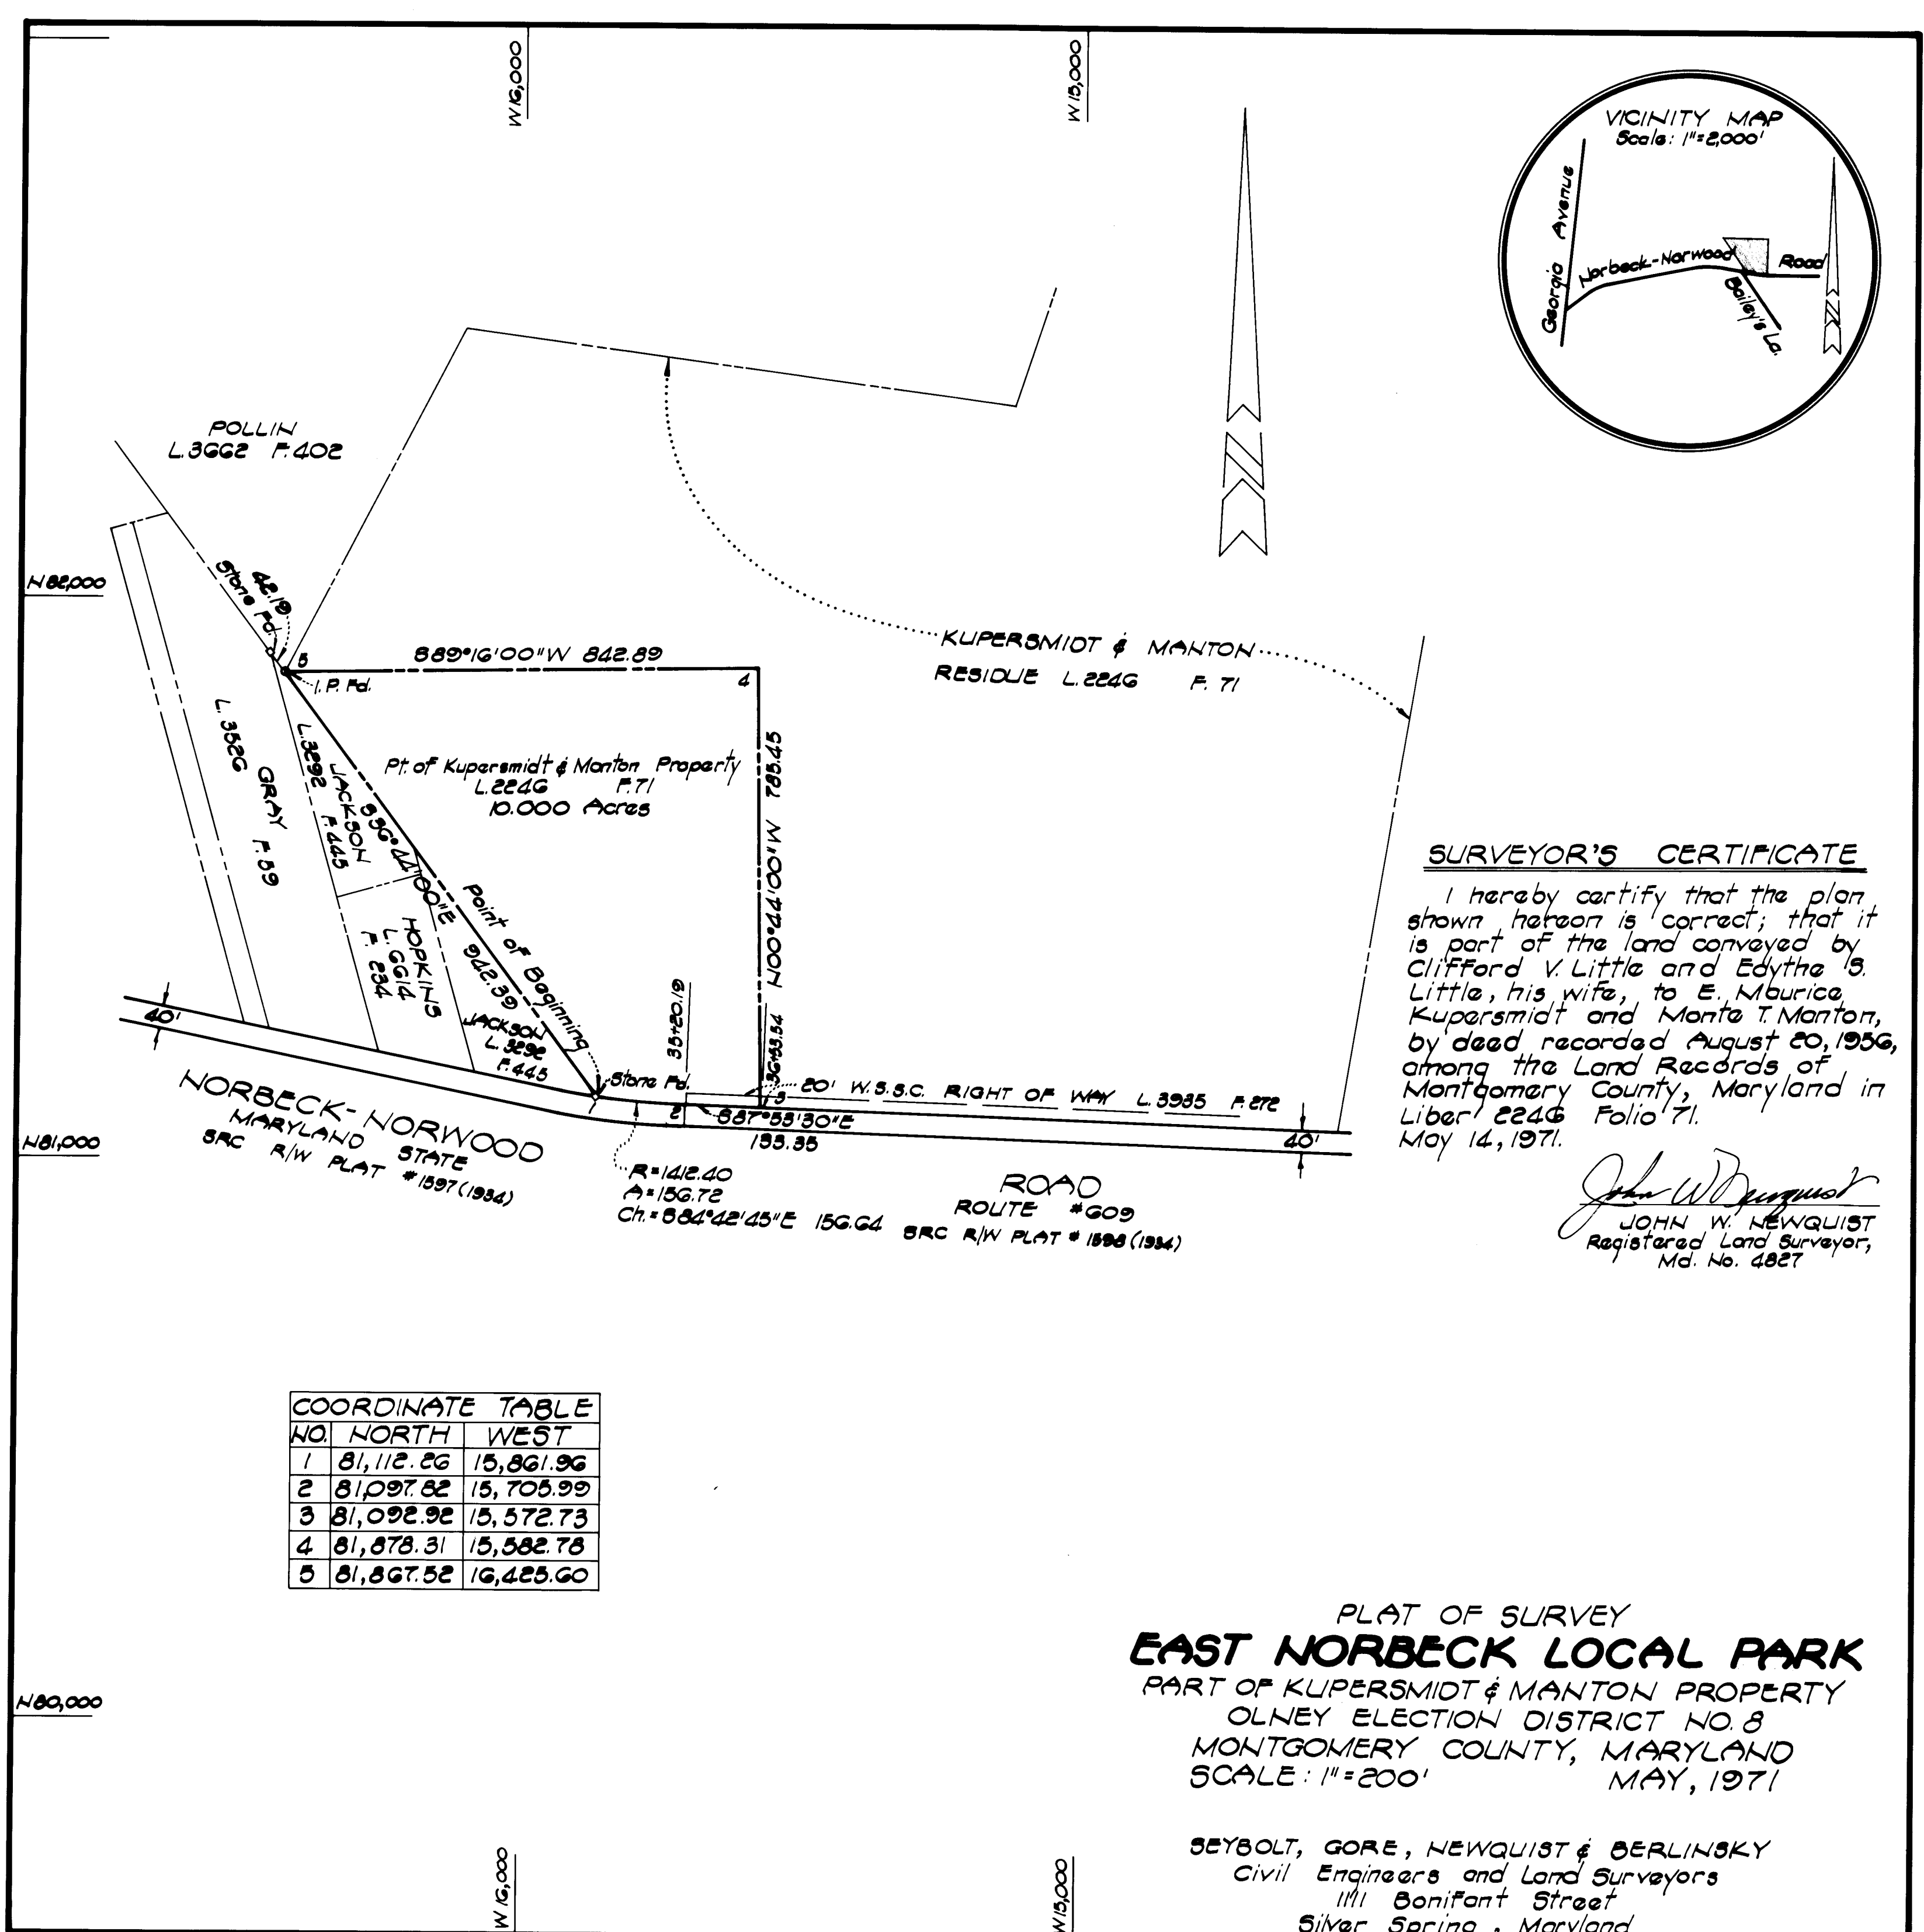 W 16,000
W 15,000
VICINITY MAP
Scale: 1"=2,000'
Georgia Avenue
Norbeck-Norwood Road
Bailey's La.
POLLIN
L.3662 F.402
N 82,000
42.19
Stone Fd.
5
I.P. Fd.
S89°16'00"W 842.89
4
KUPERSMIDT & MANTON
RESIDUE L.2246 F. 71
Pt. of Kupersmidt & Manton Property
L.2246 F.71
10.000 Acres
N00°44'00"W 785.45
L. 3526
GRAY F. 59
L.3292
JACKSON
F.445
S36°44'00"E 942.39
HOPKINS
L. 6614
F. 234
Point of Beginning
JACKSON
L. 3292
F.445
40'
Stone Fd.
1
35+20.19
36+53.54
2
3
20' W.S.S.C. RIGHT OF WAY L.3935 F.272
S87°53'30"E
133.35
40'
NORBECK-NORWOOD
MARYLAND STATE
SRC R/W PLAT #1597 (1934)
R=1412.40
A=156.72
Ch.=S84°42'45"E 156.64
ROAD
ROUTE #609
SRC R/W PLAT #1598 (1934)
N81,000
SURVEYOR'S CERTIFICATE
I hereby certify that the plan
shown hereon is correct; that it
is part of the land conveyed by
Clifford V. Little and Edythe S.
Little, his wife, to E. Maurice
Kupersmidt and Monte T. Manton,
by deed recorded August 20, 1956,
among the Land Records of
Montgomery County, Maryland in
Liber 2246 Folio 71.
May 14, 1971.
John W Newquist
JOHN W. NEWQUIST
Registered Land Surveyor,
Md. No. 4827
COORDINATE TABLE
NO. NORTH WEST
1 81,112.26 15,861.96
2 81,097.82 15,705.99
3 81,092.92 15,572.73
4 81,878.31 15,582.78
5 81,867.52 16,425.60
N80,000
PLAT OF SURVEY
EAST NORBECK LOCAL PARK
PART OF KUPERSMIDT & MANTON PROPERTY
OLNEY ELECTION DISTRICT NO. 8
MONTGOMERY COUNTY, MARYLAND
SCALE: 1"=200' MAY, 1971
SEYBOLT, GORE, NEWQUIST & BERLINSKY
Civil Engineers and Land Surveyors
1111 Bonifant Street
Silver Spring, Maryland
W 16,000
W 15,000